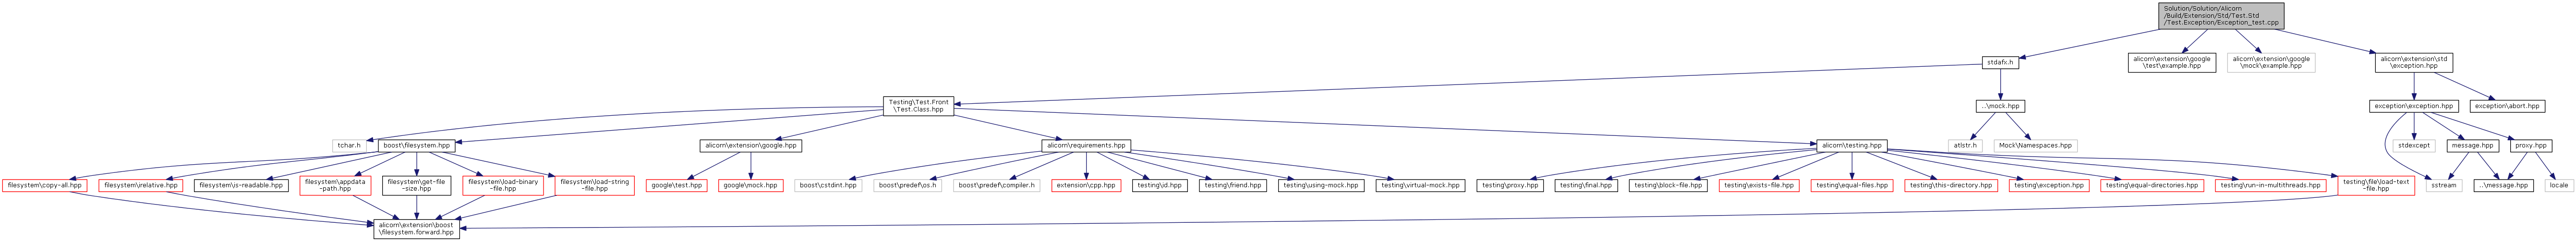 Solution/Solution/Alicorn
/Build/Extension/Std/Test.Std
/Test.Exception/Exception_test.cpp
stdafx.h
alicorn\extension\google
\test\example.hpp
alicorn\extension\google
\mock\example.hpp
alicorn\extension\std
\exception.hpp
Testing\Test.Front
\Test.Class.hpp
..\mock.hpp
exception\exception.hpp
exception\abort.hpp
tchar.h
boost\filesystem.hpp
alicorn\extension\google.hpp
alicorn\requirements.hpp
alicorn\testing.hpp
atlstr.h
Mock\Namespaces.hpp
stdexcept
message.hpp
proxy.hpp
filesystem\copy-all.hpp
filesystem\relative.hpp
filesystem\is-readable.hpp
filesystem\appdata
-path.hpp
filesystem\get-file
-size.hpp
filesystem\load-binary
-file.hpp
filesystem\load-string
-file.hpp
google\test.hpp
google\mock.hpp
boost\cstdint.hpp
boost\predef\os.h
boost\predef\compiler.h
extension\cpp.hpp
testing\d.hpp
testing\friend.hpp
testing\using-mock.hpp
testing\virtual-mock.hpp
testing\proxy.hpp
testing\final.hpp
testing\block-file.hpp
testing\exists-file.hpp
testing\equal-files.hpp
testing\this-directory.hpp
testing\exception.hpp
testing\equal-directories.hpp
testing\run-in-multithreads.hpp
testing\file\load-text
-file.hpp
sstream
..\message.hpp
locale
alicorn\extension\boost
\filesystem.forward.hpp